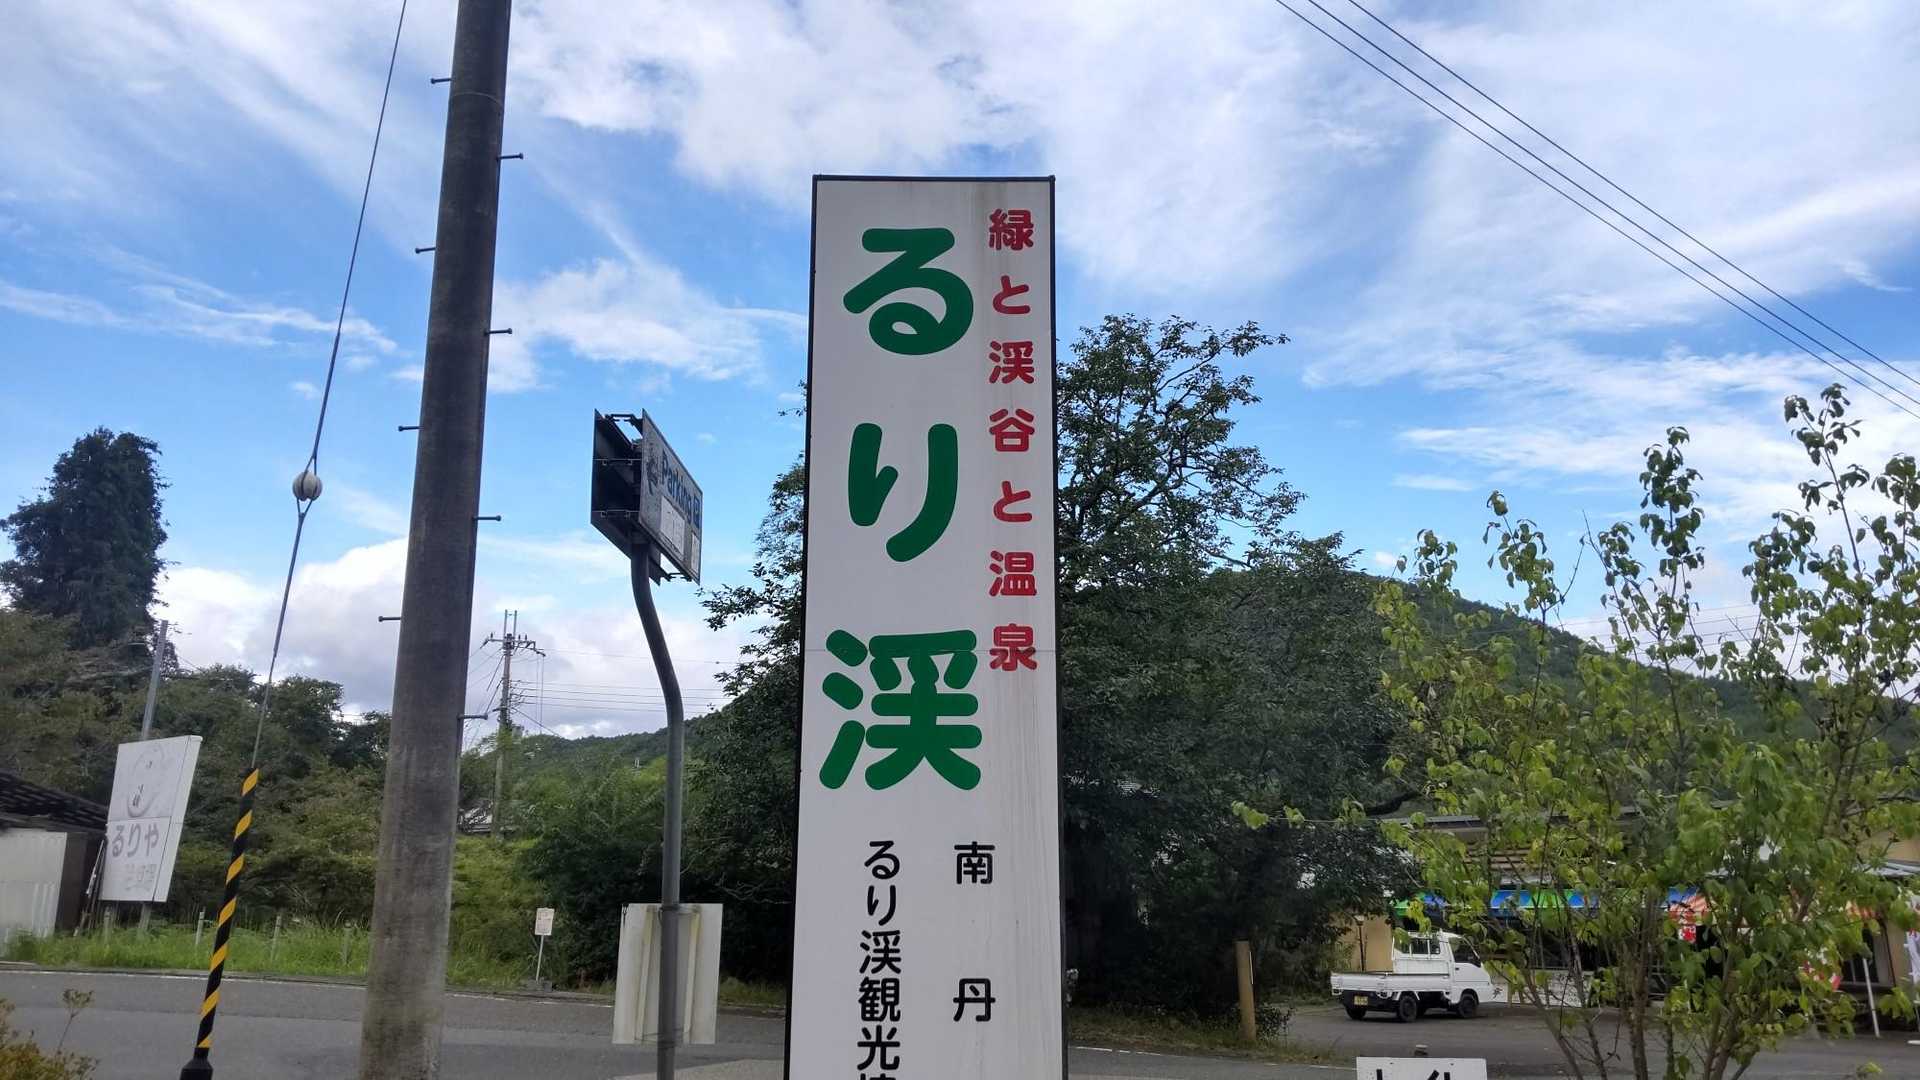 緑と渓谷と温泉
るり渓
南丹
るり渓観光
Parking
るりや